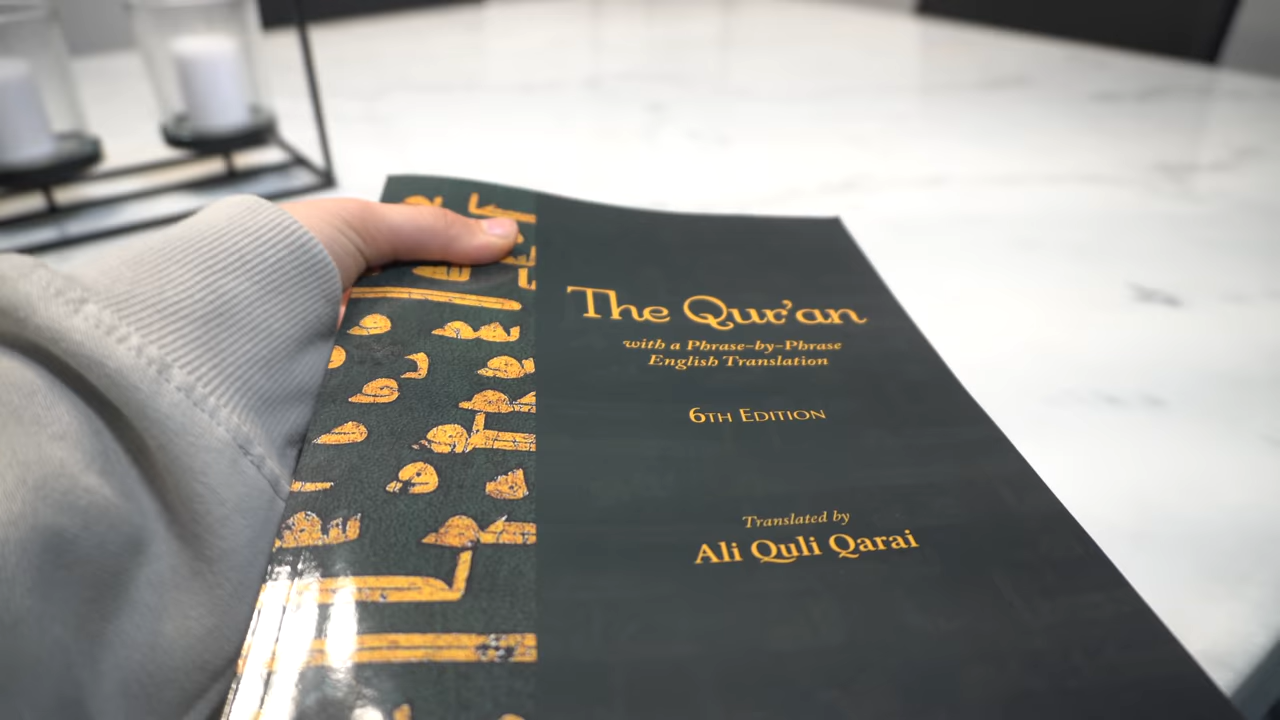 The Qur'an
with a Phrase-by-Phrase
English Translation
6TH EDITION
Translated by
Ali Quli Qarai